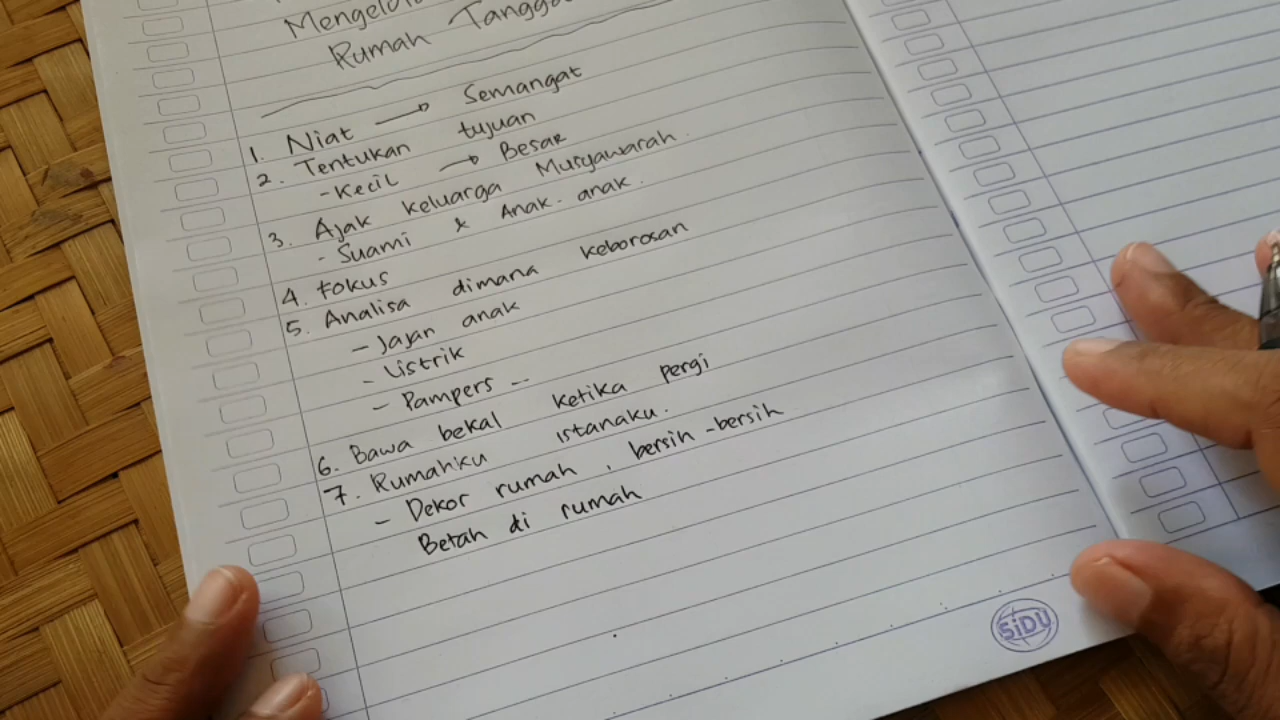 Mengelola
Rumah Tangga
1. Niat → Semangat
2. Tentukan tujuan
- Kecil → Besar
3. Ajak keluarga Musyawarah.
- Suami & Anak-anak.
4. Fokus
5. Analisa dimana keborosan
- Jajan anak
- Listrik
- Pampers --
6. Bawa bekal ketika pergi
7. Rumahku istanaku.
- Dekor rumah, bersih-bersih
Betah di rumah
SiDU